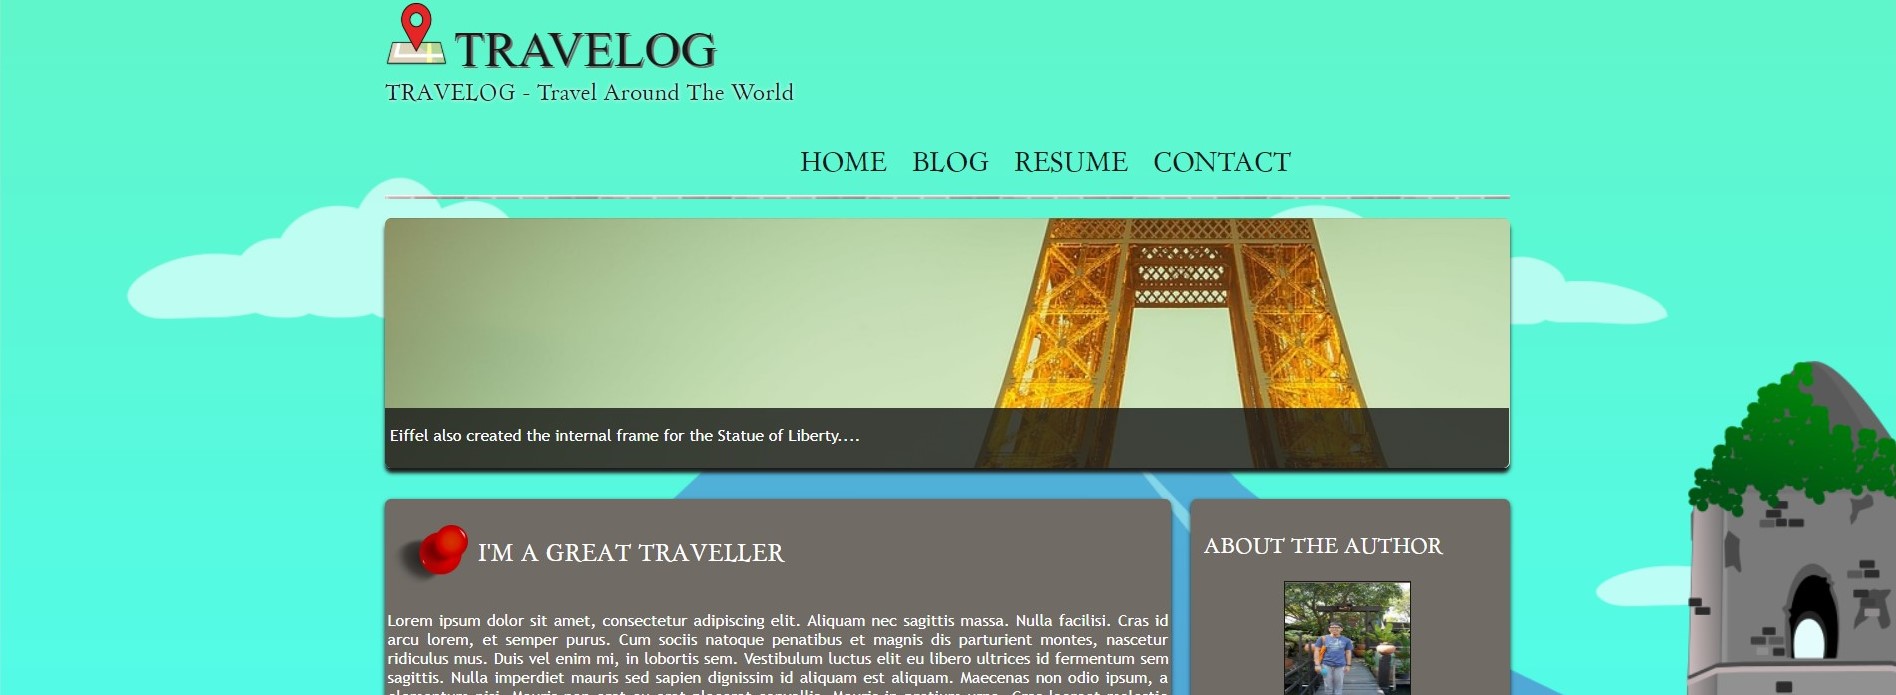 TRAVELOG
TRAVELOG - Travel Around The World
HOME BLOG RESUME CONTACT
Eiffel also created the internal frame for the Statue of Liberty....
I'M A GREAT TRAVELLER
Lorem ipsum dolor sit amet, consectetur adipiscing elit. Aliquam nec sagittis massa. Nulla facilisi. Cras id
arcu lorem, et semper purus. Cum sociis natoque penatibus et magnis dis parturient montes, nascetur
ridiculus mus. Duis vel enim mi, in lobortis sem. Vestibulum luctus elit eu libero ultrices id fermentum sem
sagittis. Nulla imperdiet mauris sed sapien dignissim id aliquam est aliquam. Maecenas non odio ipsum, a
ABOUT THE AUTHOR